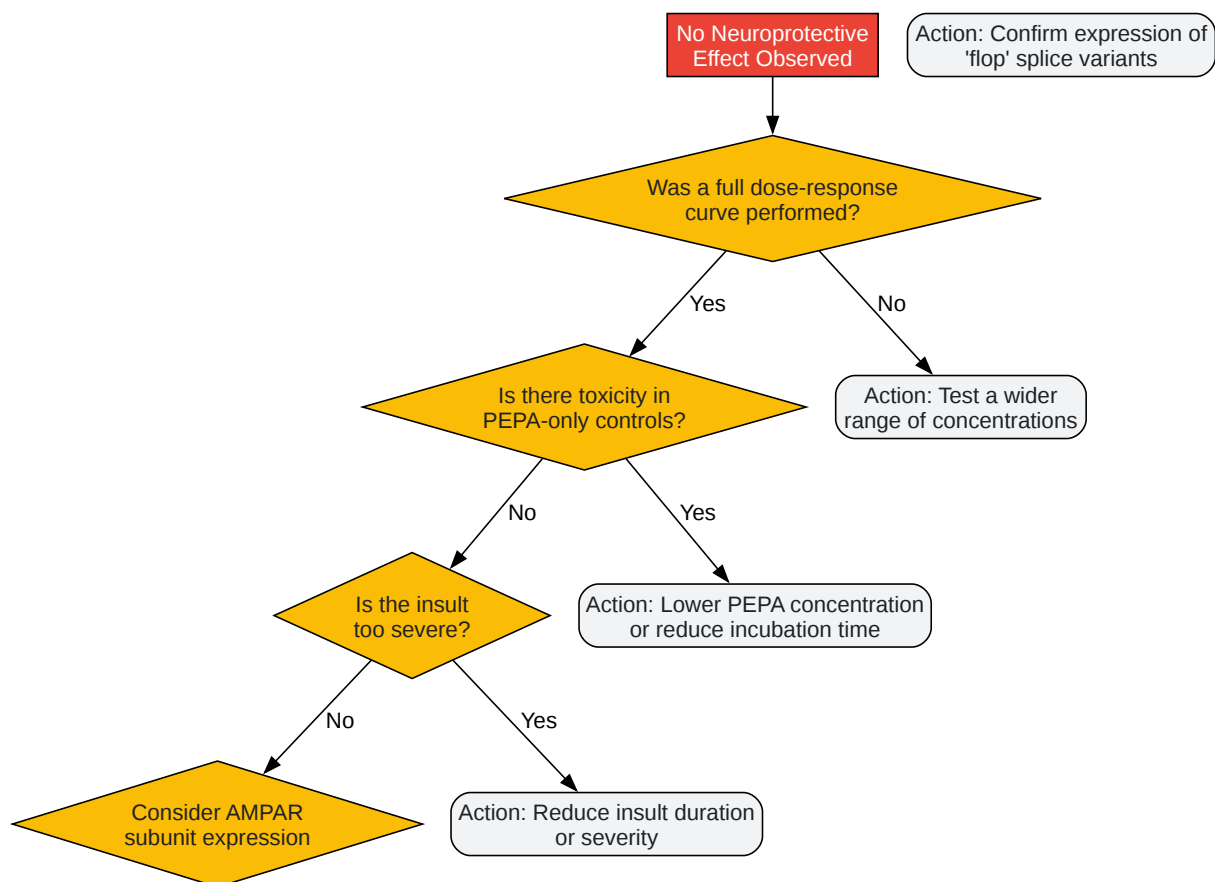 No Neuroprotective
Effect Observed
Action: Confirm expression of
'flop' splice variants
Was a full dose-response
curve performed?
Yes
No
Is there toxicity in
PEPA-only controls?
Action: Test a wider
range of concentrations
No
Yes
Is the insult
too severe?
Action: Lower PEPA concentration
or reduce incubation time
No
Yes
Consider AMPAR
subunit expression
Action: Reduce insult duration
or severity